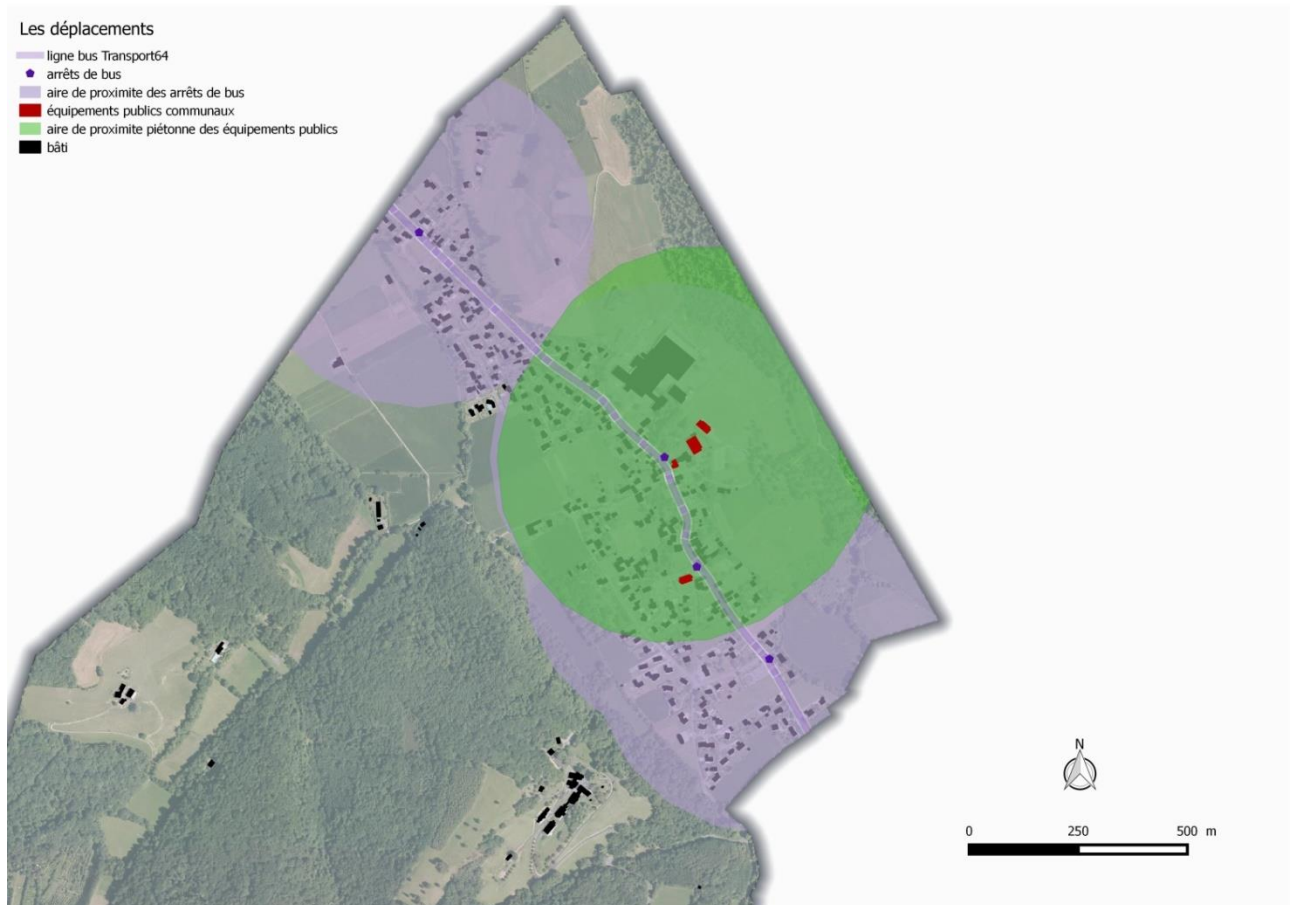 Les déplacements
ligne bus Transport64
arrêts de bus
aire de proximite des arrêts de bus
équipements publics communaux
aire de proximite piétonne des équipements publics
bâti
N
0 250 500 m